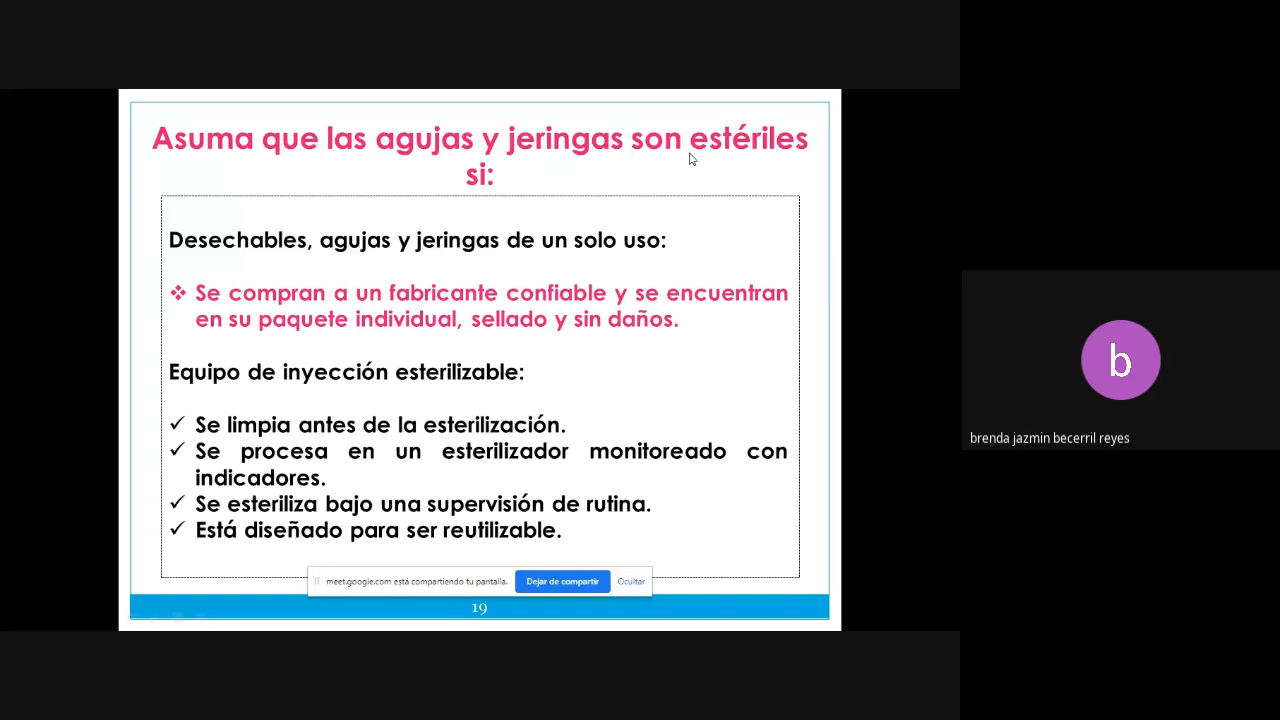 Asuma que las agujas y jeringas son estériles
si:
Desechables, agujas y jeringas de un solo uso:
❖ Se compran a un fabricante confiable y se encuentran
en su paquete individual, sellado y sin daños.
Equipo de inyección esterilizable:
✓ Se limpia antes de la esterilización.
✓ Se procesa en un esterilizador monitoreado con
indicadores.
✓ Se esteriliza bajo una supervisión de rutina.
✓ Está diseñado para ser reutilizable.
meet.google.com está compartiendo tu pantalla. Dejar de compartir Ocultar
19
b
brenda jazmin becerril reyes